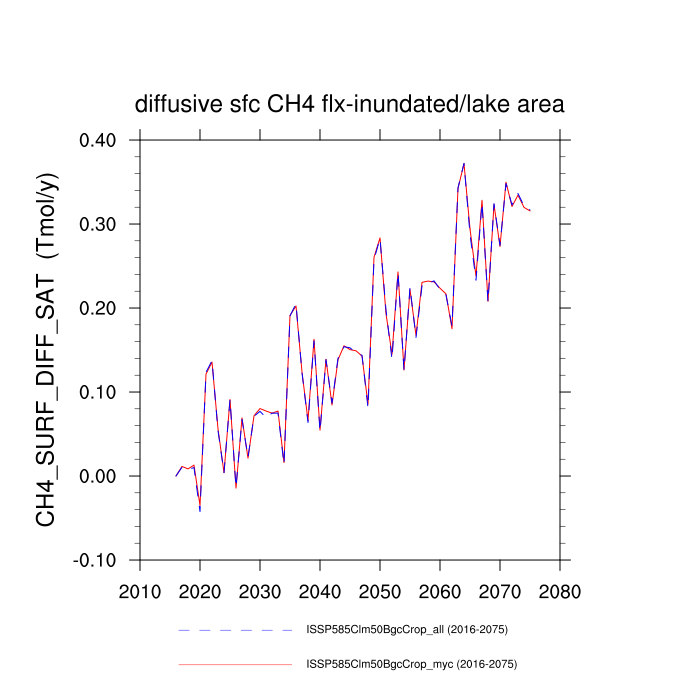 diffusive sfc CH4 flx-inundated/lake area
CH4_SURF_DIFF_SAT (Tmol/y)
0.40
0.30
0.20
0.10
0.00
-0.10
2010 2020 2030 2040 2050 2060 2070 2080
ISSP585Clm50BgcCrop_all (2016-2075)
ISSP585Clm50BgcCrop_myc (2016-2075)